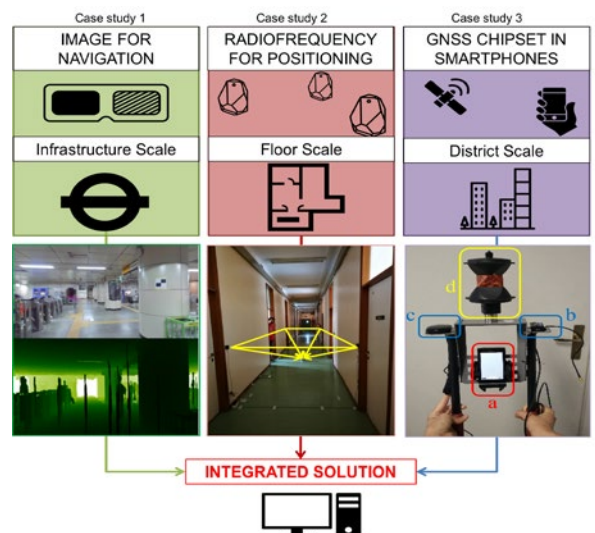 Case study 1
IMAGE FOR
NAVIGATION
Infrastructure Scale
Case study 2
RADIOFREQUENCY
FOR POSITIONING
Floor Scale
Case study 3
GNSS CHIPSET IN
SMARTPHONES
District Scale
d
c
b
a
INTEGRATED SOLUTION